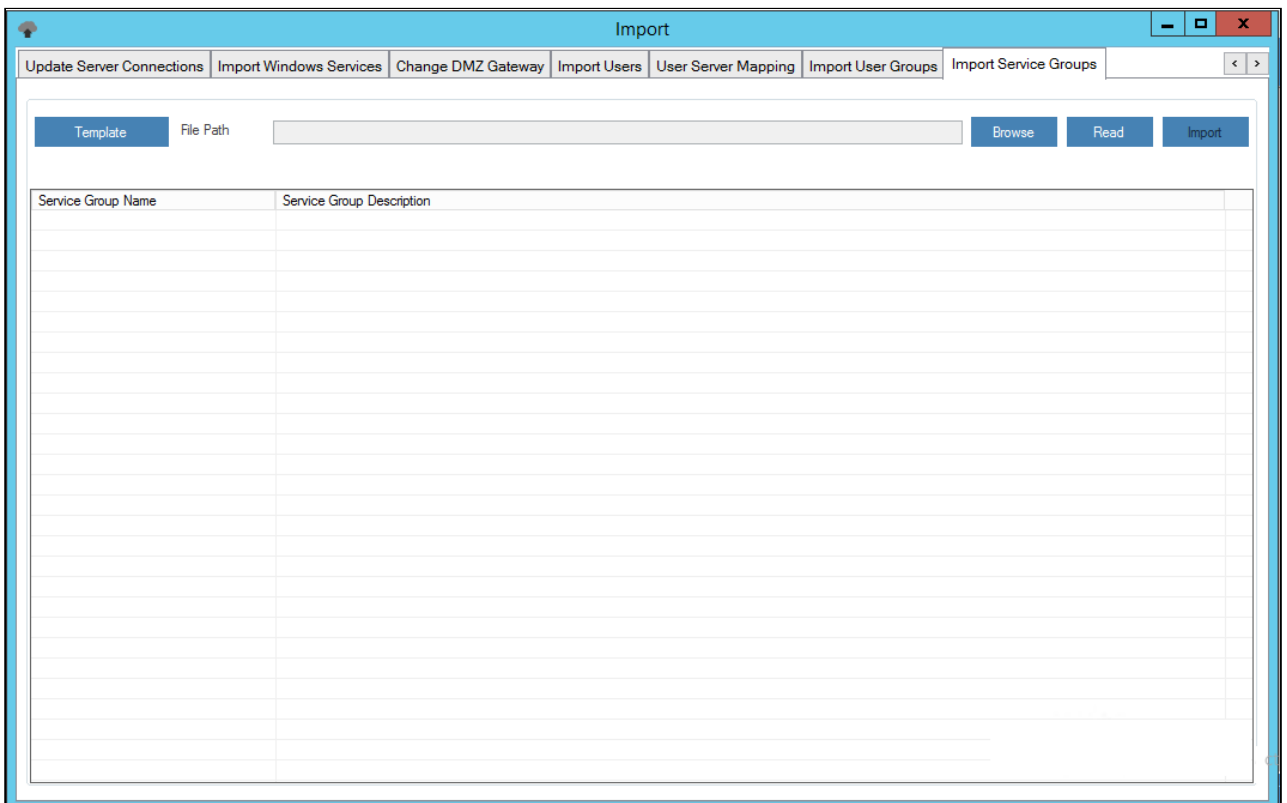 Import
Update Server Connections Import Windows Services Change DMZ Gateway Import Users User Server Mapping Import User Groups Import Service Groups
Template File Path Browse Read Import
Service Group Name Service Group Description